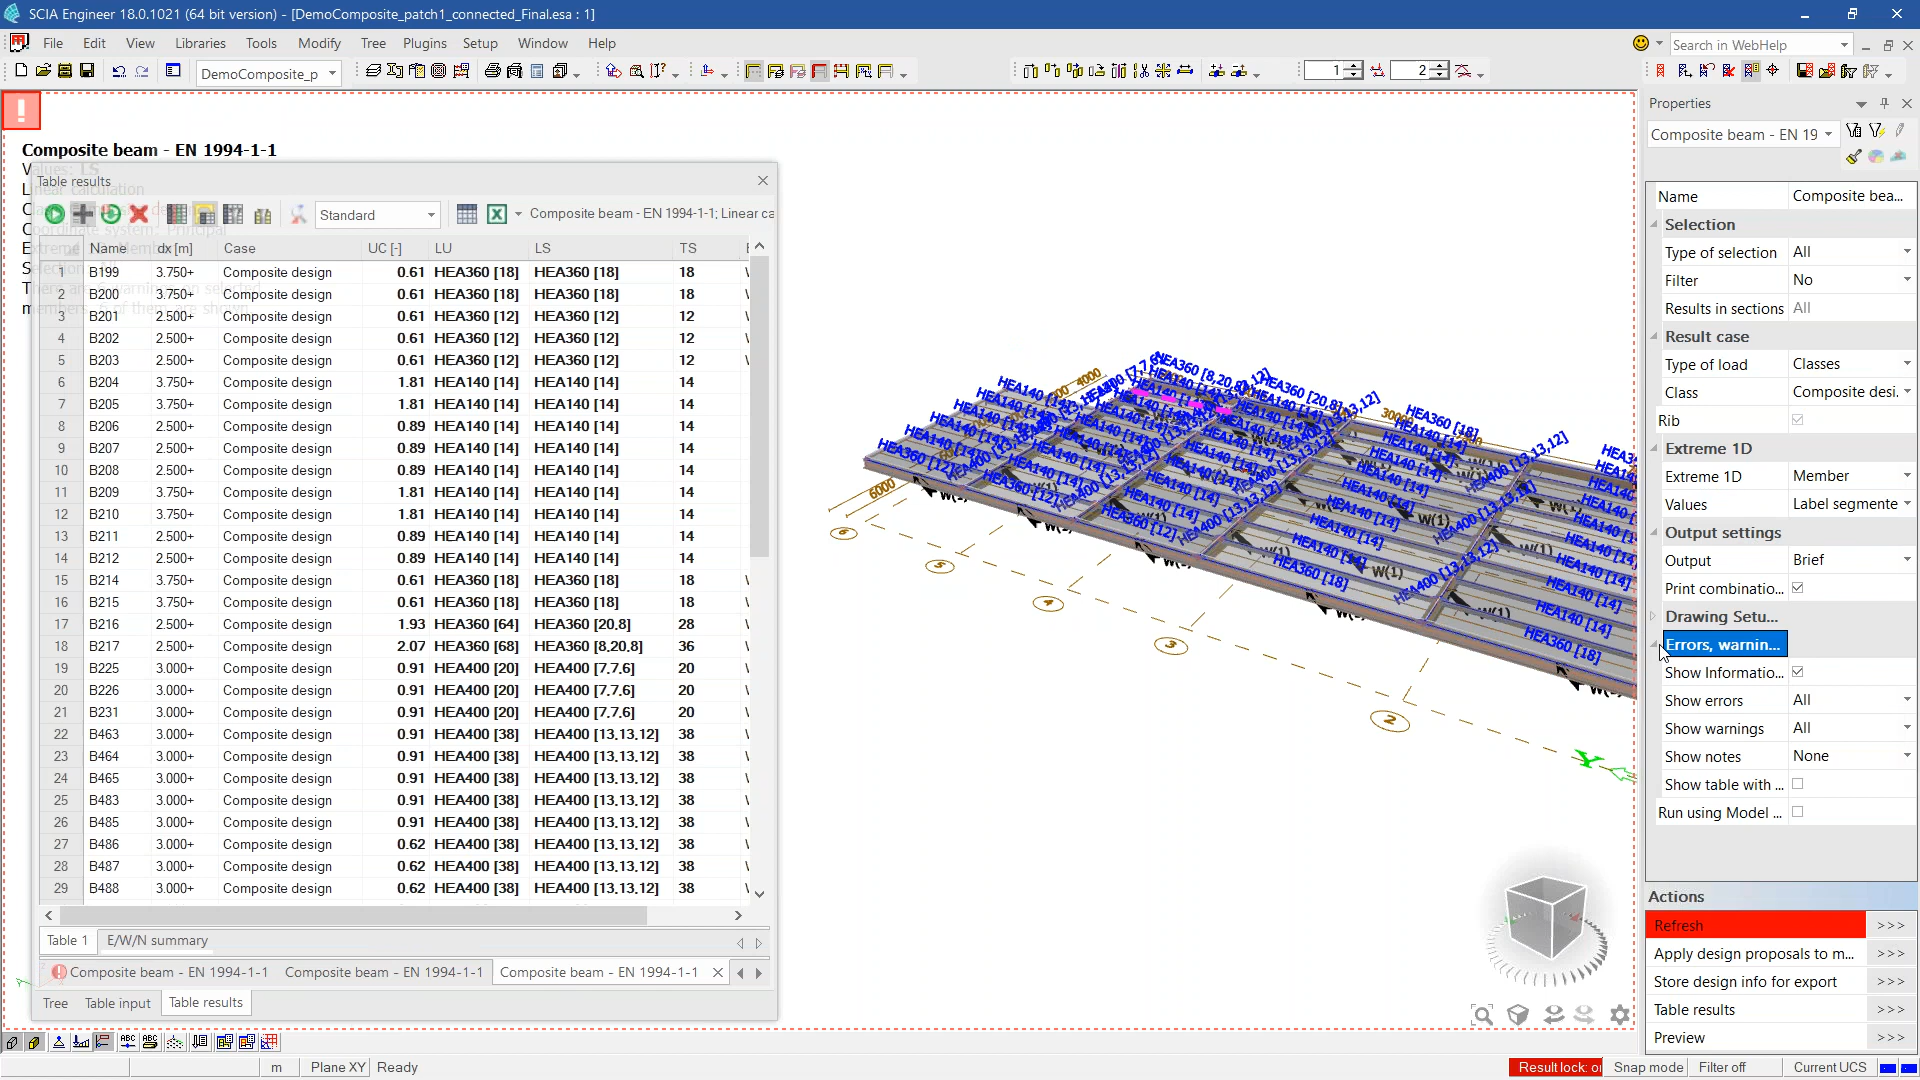 SCIA Engineer 18.0.1021 (64 bit version) - [DemoComposite_patch1_connected_Final.esa : 1]
File Edit View Libraries Tools Modify Tree Plugins Setup Window Help
Search in WebHelp
DemoComposite_p
1 2
Composite beam - EN 1994-1-1
Values: LS
Linear calculation
Coordinate system: Principal
Table results
Standard
Composite beam - EN 1994-1-1; Linear ca
Name dx [m] Case UC [-] LU LS TS
1 B199 3.750+ Composite design 0.61 HEA360 [18] HEA360 [18] 18
2 B200 3.750+ Composite design 0.61 HEA360 [18] HEA360 [18] 18
3 B201 2.500+ Composite design 0.61 HEA360 [12] HEA360 [12] 12
4 B202 2.500+ Composite design 0.61 HEA360 [12] HEA360 [12] 12
5 B203 2.500+ Composite design 0.61 HEA360 [12] HEA360 [12] 12
6 B204 3.750+ Composite design 1.81 HEA140 [14] HEA140 [14] 14
7 B205 3.750+ Composite design 1.81 HEA140 [14] HEA140 [14] 14
8 B206 2.500+ Composite design 0.89 HEA140 [14] HEA140 [14] 14
9 B207 2.500+ Composite design 0.89 HEA140 [14] HEA140 [14] 14
10 B208 2.500+ Composite design 0.89 HEA140 [14] HEA140 [14] 14
11 B209 3.750+ Composite design 1.81 HEA140 [14] HEA140 [14] 14
12 B210 3.750+ Composite design 1.81 HEA140 [14] HEA140 [14] 14
13 B211 2.500+ Composite design 0.89 HEA140 [14] HEA140 [14] 14
14 B212 2.500+ Composite design 0.89 HEA140 [14] HEA140 [14] 14
15 B214 3.750+ Composite design 0.61 HEA360 [18] HEA360 [18] 18
16 B215 3.750+ Composite design 0.61 HEA360 [18] HEA360 [18] 18
17 B216 2.500+ Composite design 1.93 HEA360 [64] HEA360 [20,8] 28
18 B217 2.500+ Composite design 2.07 HEA360 [68] HEA360 [8,20,8] 36
19 B225 3.000+ Composite design 0.91 HEA400 [20] HEA400 [7,7,6] 20
20 B226 3.000+ Composite design 0.91 HEA400 [20] HEA400 [7,7,6] 20
21 B231 3.000+ Composite design 0.91 HEA400 [20] HEA400 [7,7,6] 20
22 B463 3.000+ Composite design 0.91 HEA400 [38] HEA400 [13,13,12] 38
23 B464 3.000+ Composite design 0.91 HEA400 [38] HEA400 [13,13,12] 38
24 B465 3.000+ Composite design 0.91 HEA400 [38] HEA400 [13,13,12] 38
25 B483 3.000+ Composite design 0.91 HEA400 [38] HEA400 [13,13,12] 38
26 B485 3.000+ Composite design 0.91 HEA400 [38] HEA400 [13,13,12] 38
27 B486 3.000+ Composite design 0.62 HEA400 [38] HEA400 [13,13,12] 38
28 B487 3.000+ Composite design 0.62 HEA400 [38] HEA400 [13,13,12] 38
29 B488 3.000+ Composite design 0.62 HEA400 [38] HEA400 [13,13,12] 38
Table 1 E/W/N summary
Composite beam - EN 1994-1-1 Composite beam - EN 1994-1-1 Composite beam - EN 1994-1-1
Tree Table input Table results
HEA360 [18]
HEA140 [14]
HEA360 [12]
HEA400 [13,13,12]
W(1)
6000
4000
6
5
4
3
2
Y
Properties
Composite beam - EN 19
Name Composite bea...
Selection
Type of selection All
Filter No
Results in sections All
Result case
Type of load Classes
Class Composite desi.
Rib
Extreme 1D
Extreme 1D Member
Values Label segmente
Output settings
Output Brief
Print combinatio...
Drawing Setu...
Errors, warnin...
Show Informatio...
Show errors All
Show warnings All
Show notes None
Show table with ...
Run using Model ...
Actions
Refresh >>>
Apply design proposals to m... >>>
Store design info for export >>>
Table results >>>
Preview >>>
m Plane XY Ready
Result lock: Snap mode Filter off Current UCS